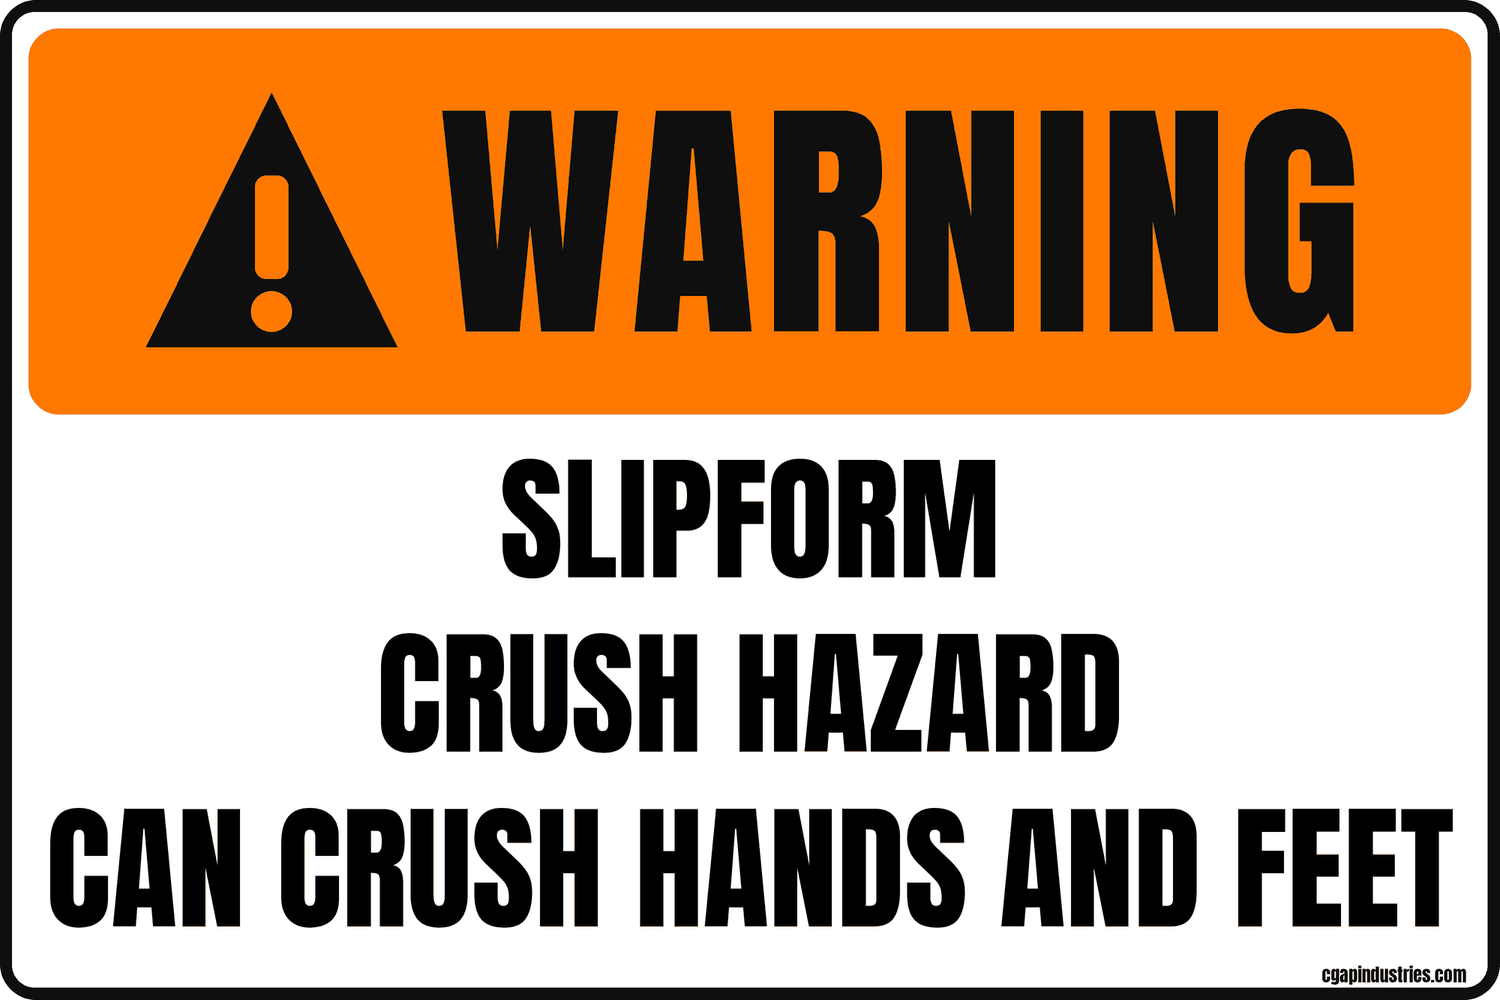 WARNING
SLIPFORM
CRUSH HAZARD
CAN CRUSH HANDS AND FEET
cgapindustries.com